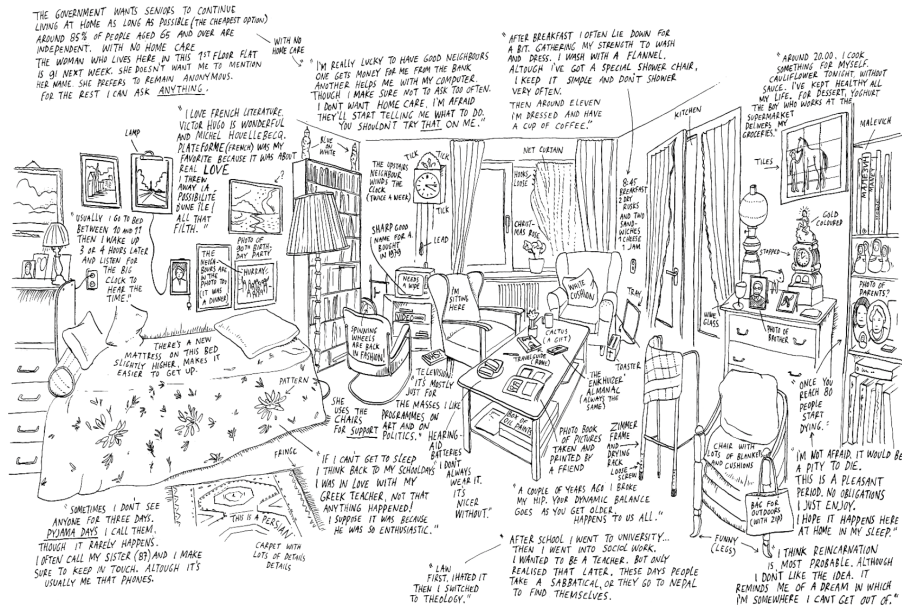 THE GOVERNMENT WANTS SENIORS TO CONTINUE
LIVING AT HOME AS LONG AS POSSIBLE (THE CHEAPEST OPTION)
AROUND 85% OF PEOPLE AGED 65 AND OVER ARE
INDEPENDENT. WITH NO HOME CARE
THE WOMAN WHO LIVES HERE IN THIS 1ST FLOOR FLAT
IS 91 NEXT WEEK. SHE DOESN'T WANT ME TO MENTION
HER NAME. SHE PREFERS TO REMAIN ANONYMOUS.
FOR THE REST I CAN ASK ANYTHING.
WITH NO
HOME CARE
"I'M REALLY LUCKY TO HAVE GOOD NEIGHBOURS
ONE GETS MONEY FOR ME FROM THE BANK
ANOTHER HELPS ME WITH MY COMPUTER.
THOUGH I MAKE SURE NOT TO ASK TOO OFTEN.
I DON'T WANT HOME CARE. I'M AFRAID
THEY'LL START TELLING ME WHAT TO DO.
YOU SHOULDN'T TRY THAT ON ME."
"AFTER BREAKFAST I OFTEN LIE DOWN FOR
A BIT. GATHERING MY STRENGTH TO WASH
AND DRESS. I WASH WITH A FLANNEL.
ALTOUGH I'VE GOT A SPECIAL SHOWER CHAIR,
I KEEP IT SIMPLE AND DON'T SHOWER
VERY OFTEN.
THEN AROUND ELEVEN
I'M DRESSED AND HAVE
A CUP OF COFFEE."
KITCHEN
"AROUND 20.00. I COOK
SOMETHING FOR MYSELF.
CAULIFLOWER TONIGHT, WITHOUT
SAUCE. I'VE KEPT HEALTHY ALL
MY LIFE. FOR DESSERT, YOGHURT
THE BOY WHO WORKS AT THE
SUPERMARKET
DELIVERS MY
GROCERIES."
MALEVICH
TILES
LAMP
"I LOVE FRENCH LITERATURE.
VICTOR HUGO IS WONDERFUL
AND MICHEL HOUELLEBECQ.
PLATEFORME (FRENCH) WAS MY
FAVORITE BECAUSE IT WAS ABOUT
REAL LOVE
I THREW
AWAY LA
POSSIBILITÉ
D'UNE ÎLE!
ALL THAT
FILTH."
?
BLUE
ON
WHITE
THE UPSTAIRS
NEIGHBOUR
WINDS THE
CLOCK
(TWICE A WEEK)
TICK
TICK
TICK
LEAD
NET CURTAIN
HOOKS
LOOSE
CHRIST-
MAS ROSE
8:45
BREAKFAST
2 DRY
RUSKS
AND TWO
SAND-
WICHES
1 CHEESE
1 JAM
GOLD
COLOURED
STOPPED
"USUALLY I GO TO BED
BETWEEN 10 AND 11
THEN I WAKE UP
3 OR 4 HOURS LATER
AND LISTEN FOR
THE BIG
CLOCK TO
HEAR THE
TIME."
THE
NEIGH-
BOURS ARE
IN THE
PHOTO TOO
(IT WAS
A DINNER)
PHOTO OF
90TH BIRTH-
DAY PARTY
HURRAY!
SHARP GOOD
(NAME FOR A
BOUGHT
IN 1979
NEEDS
A WIPE
VIDEO
I'M
SITTING
HERE
WHITE
CUSHION
TRAY
WINE
GLASS
PHOTO OF
BROTHER
PHOTO OF
PARENTS?
THERE'S A NEW
MATTRESS ON THIS BED
SLIGHTLY HIGHER, MAKES IT
EASIER TO GET UP.
PATTERN
SPINNING
WHEELS
ARE BACK
IN FASHION!
CACTUS
(A GIFT)
TRAVELGUIDE
(ROME)
TOASTER
THE
ENKHUIZER
ALMANAC
(ALWAYS THE
SAME)
BOX
OF
OIL PAINTS
TELEVISION
"IT'S MOSTLY
JUST FOR
THE MASSES I LIKE
PROGRAMMES ON
ART AND ON
POLITICS."
SHE
USES THE
CHAIRS
FOR SUPPORT
HEARING-
AID
BATTERIES
"I DON'T
ALWAYS
WEAR IT.
IT'S
NICER
WITHOUT."
PHOTO BOOK
OF PICTURES
TAKEN AND
PRINTED BY
A FRIEND
ZIMMER
FRAME
AND
DRYING
RACK
LOOSE
SCREW
"ONCE YOU
REACH 80
PEOPLE
START
DYING.:
CHAIR WITH
LOTS OF BLANKETS
AND CUSHIONS
BAG FOR
OUTDOORS
(WITH ZIP)
FUNNY
(LEGS)
"I'M NOT AFRAID. IT WOULD BE
A PITY TO DIE.
THIS IS A PLEASANT
PERIOD. NO OBLIGATIONS
I JUST ENJOY.
I HOPE IT HAPPENS HERE
AT HOME IN MY SLEEP."
FRINGE
"IF I CAN'T GET TO SLEEP
I THINK BACK TO MY SCHOOLDAYS
I WAS IN LOVE WITH MY
GREEK TEACHER, NOT THAT
ANYTHING HAPPENED!
I SUPPOSE IT WAS BECAUSE
HE WAS SO ENTHUSIASTIC."
"A COUPLE OF YEARS AGO I BROKE
MY HIP. YOUR DYNAMIC BALANCE
GOES AS YOU GET OLDER.
HAPPENS TO US ALL."
"SOMETIMES I DON'T SEE
ANYONE FOR THREE DAYS.
PYJAMA DAYS I CALL THEM.
THOUGH IT RARELY HAPPENS.
I OFTEN CALL MY SISTER (87) AND I MAKE
SURE TO KEEP IN TOUCH. ALTOUGH IT'S
USUALLY ME THAT PHONES.
THIS IS A PERSIAN
CARPET WITH
LOTS OF DETAILS
DETAILS
"LAW
FIRST. I HATED IT
THEN I SWITCHED
TO THEOLOGY."
"AFTER SCHOOL I WENT TO UNIVERSITY...
THEN I WENT INTO SOCIOL WORK.
I WANTED TO BE A TEACHER. BUT ONLY
REALISED THAT LATER. THESE DAYS PEOPLE
TAKE A SABBATICAL, OR THEY GO TO NEPAL
TO FIND THEMSELVES.
"I THINK REINCARNATION
IS MOST PROBABLE. ALTHOUGH
I DON'T LIKE THE IDEA. IT
REMINDS ME OF A DREAM IN WHICH
I'M SOMEWHERE I CAN'T GET OUT OF."